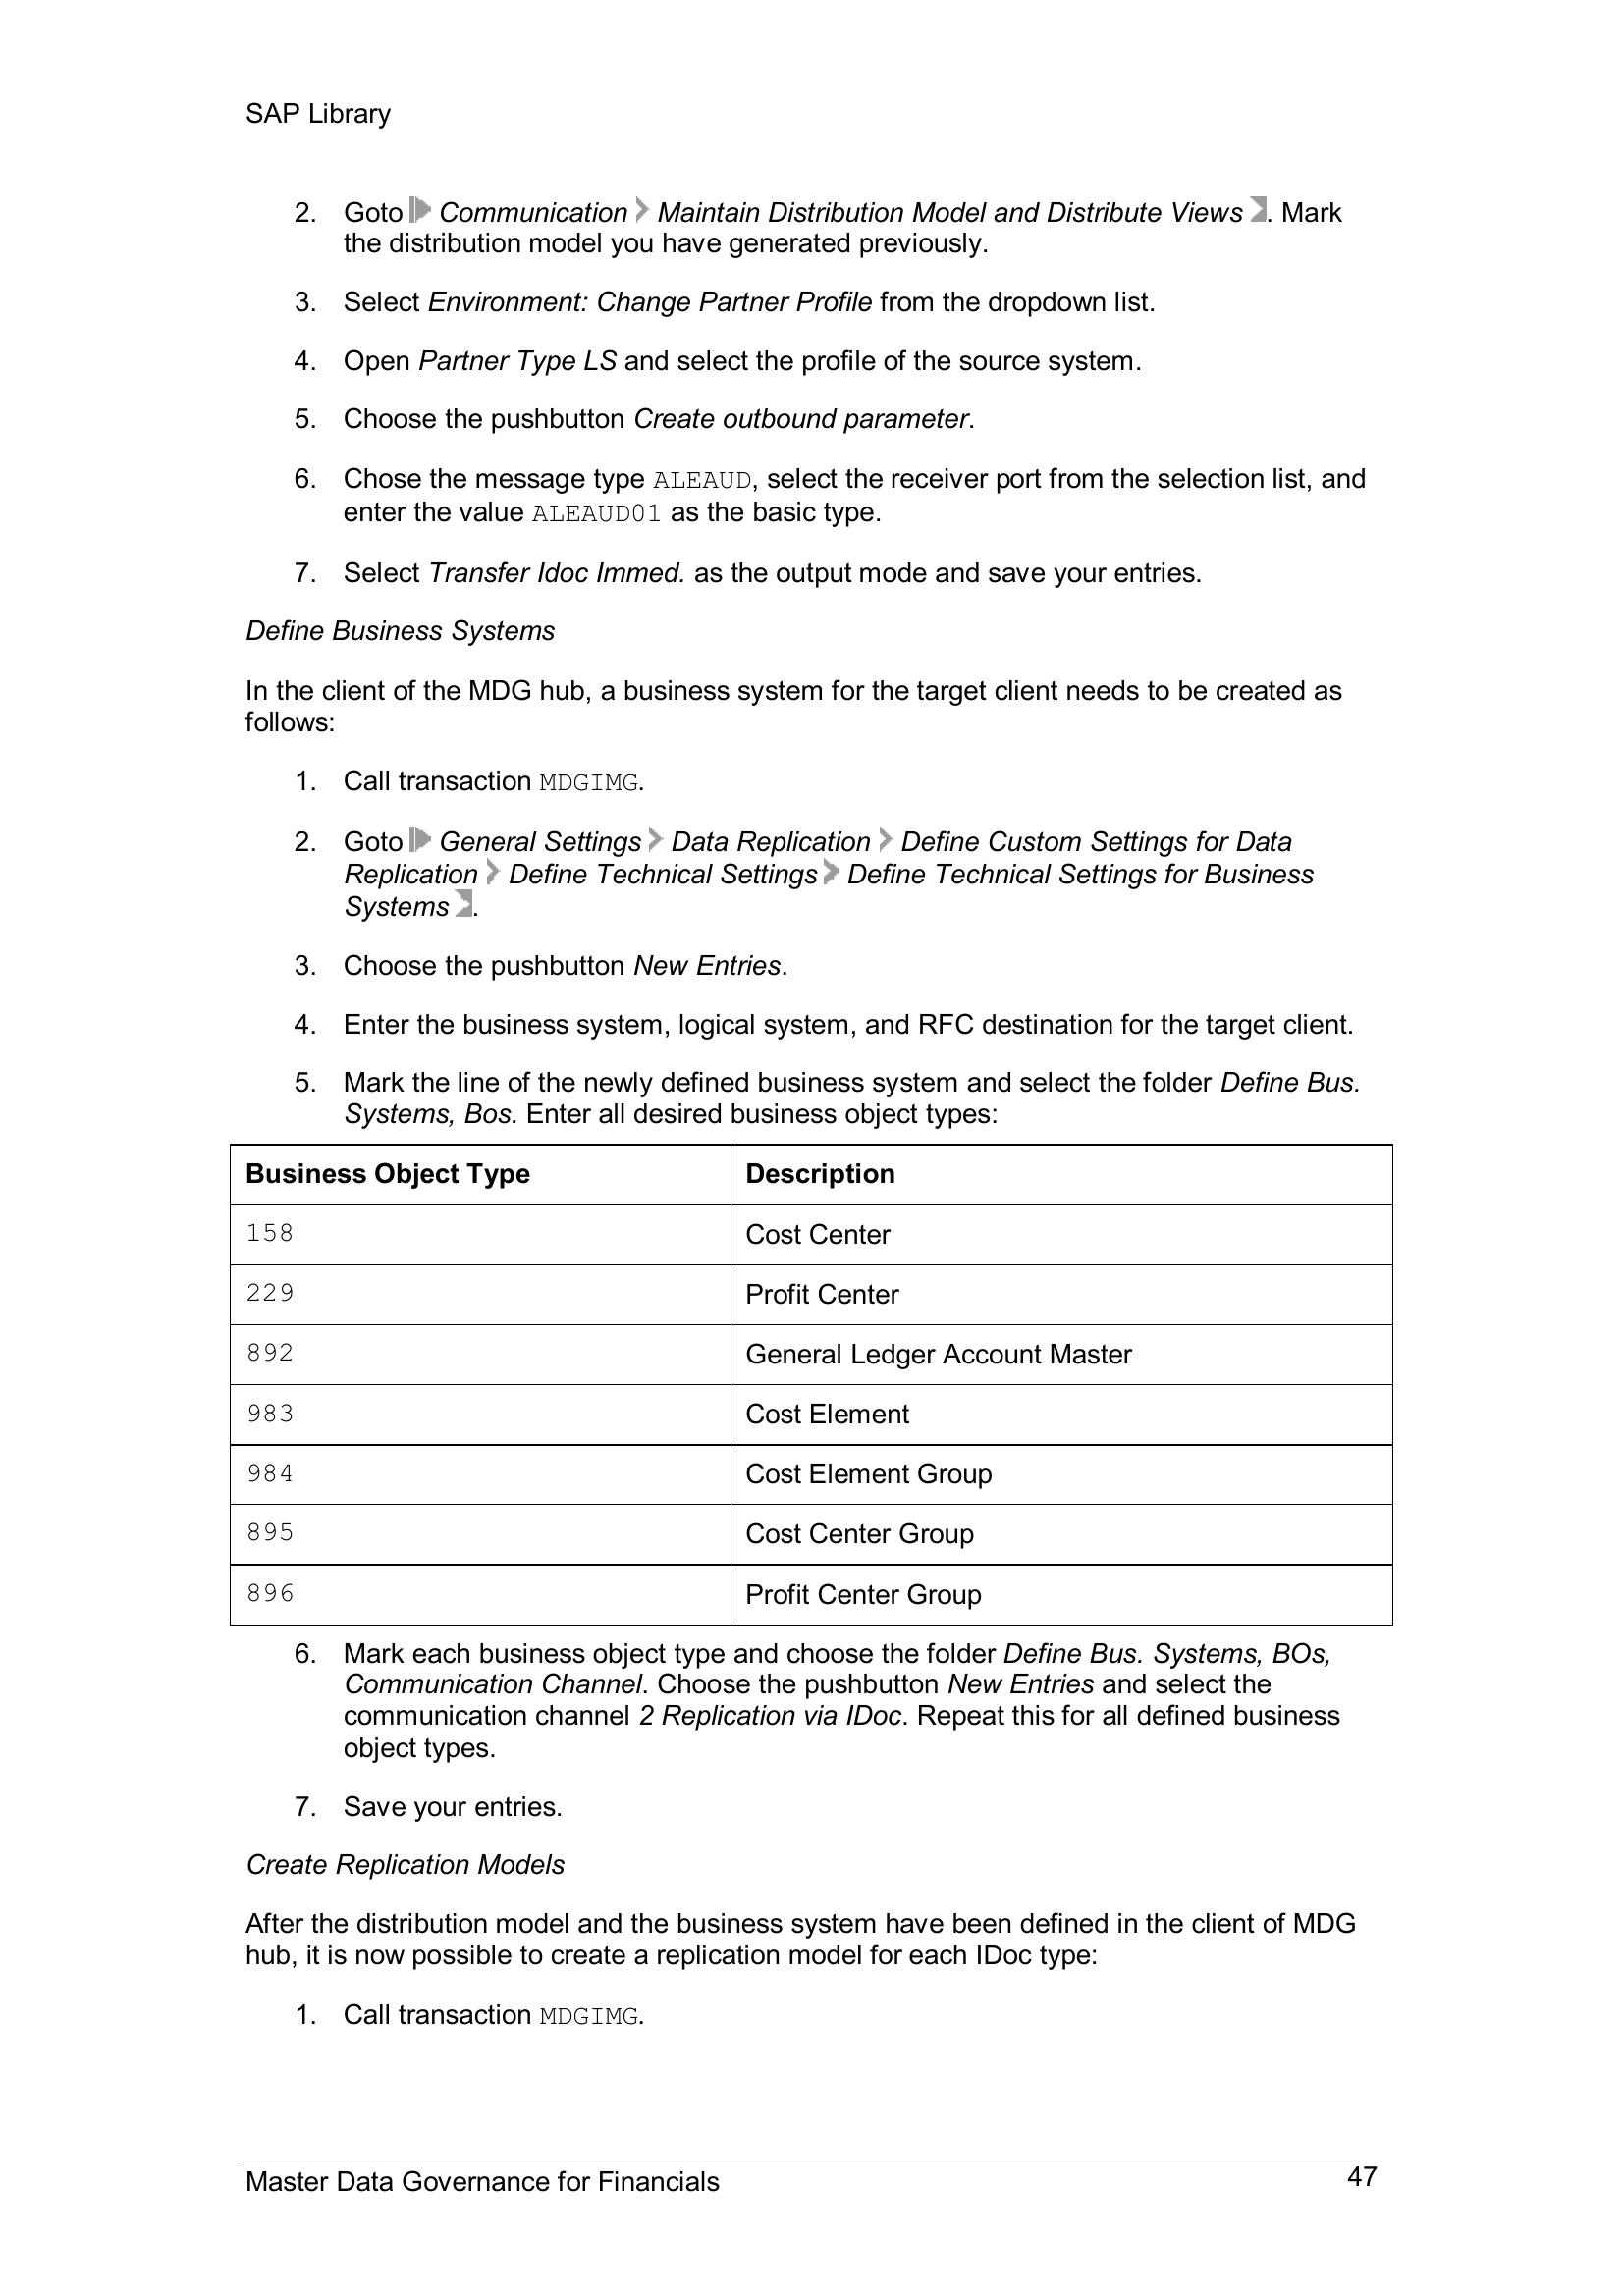 SAP Library
2. Goto Communication Maintain Distribution Model and Distribute Views . Mark
the distribution model you have generated previously.
3. Select Environment: Change Partner Profile from the dropdown list.
4. Open Partner Type LS and select the profile of the source system.
5. Choose the pushbutton Create outbound parameter.
6. Chose the message type ALEAUD, select the receiver port from the selection list, and
enter the value ALEAUD01 as the basic type.
7. Select Transfer Idoc Immed. as the output mode and save your entries.
Define Business Systems
In the client of the MDG hub, a business system for the target client needs to be created as
follows:
1. Call transaction MDGIMG.
2. Goto General Settings Data Replication Define Custom Settings for Data
Replication Define Technical Settings Define Technical Settings for Business
Systems .
3. Choose the pushbutton New Entries.
4. Enter the business system, logical system, and RFC destination for the target client.
5. Mark the line of the newly defined business system and select the folder Define Bus.
Systems, Bos. Enter all desired business object types:
Business Object Type Description
158 Cost Center
229 Profit Center
892 General Ledger Account Master
983 Cost Element
984 Cost Element Group
895 Cost Center Group
896 Profit Center Group
6. Mark each business object type and choose the folder Define Bus. Systems, BOs,
Communication Channel. Choose the pushbutton New Entries and select the
communication channel 2 Replication via IDoc. Repeat this for all defined business
object types.
7. Save your entries.
Create Replication Models
After the distribution model and the business system have been defined in the client of MDG
hub, it is now possible to create a replication model for each IDoc type:
1. Call transaction MDGIMG.
Master Data Governance for Financials 47